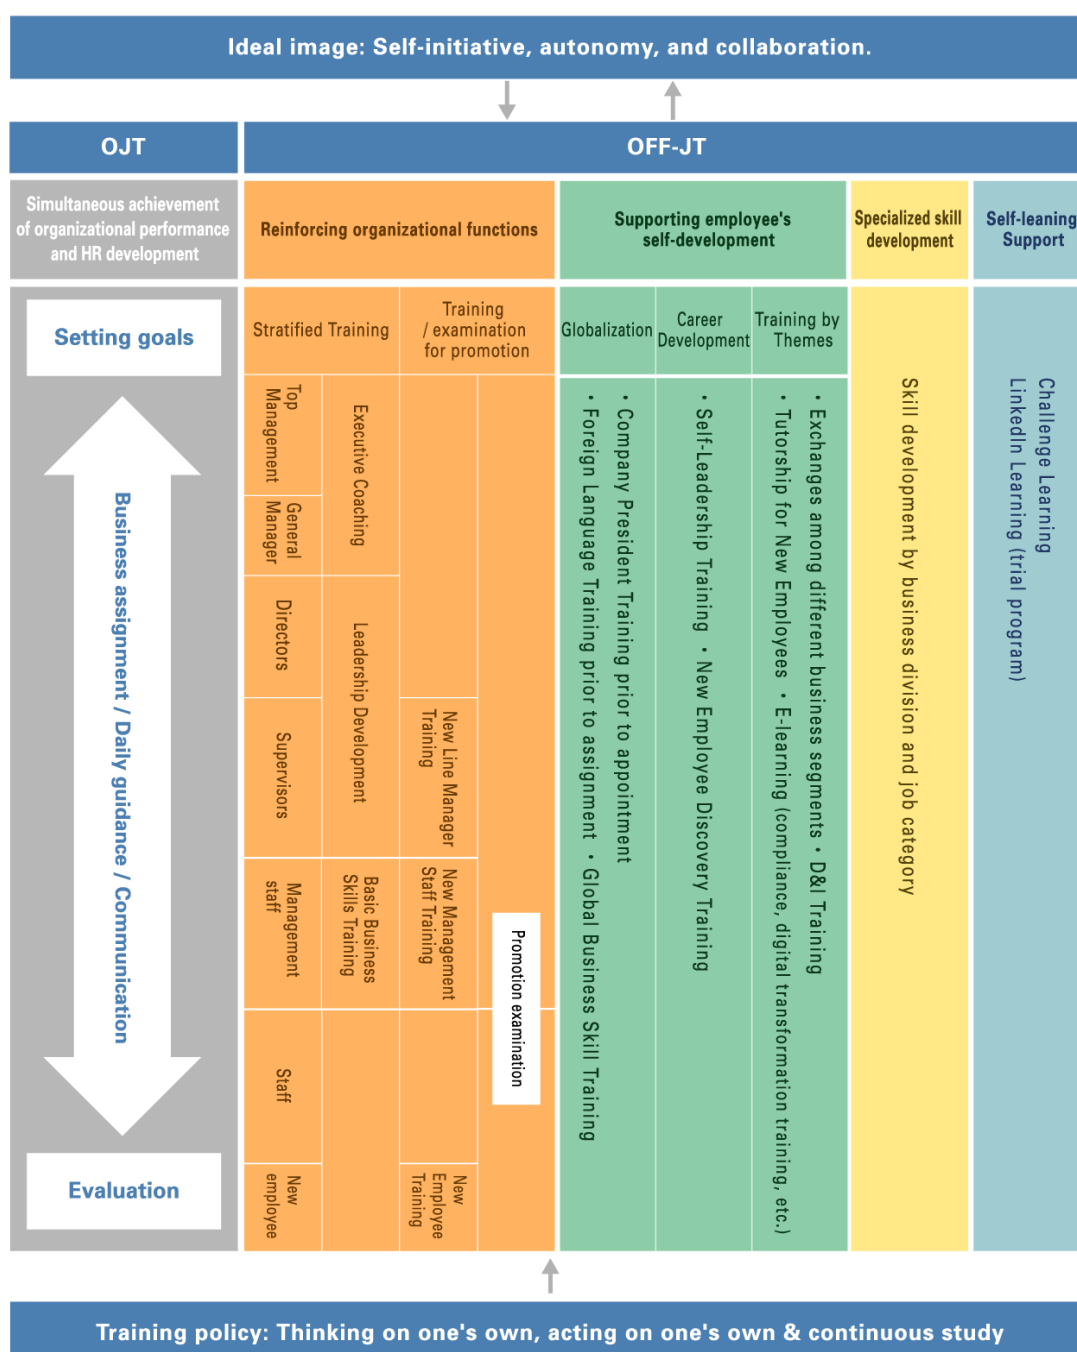 Ideal image: Self-initiative, autonomy, and collaboration.
OJT
OFF-JT
Simultaneous achievement
of organizational performance
and HR development
Reinforcing organizational functions
Supporting employee's
self-development
Specialized skill
development
Self-leaning
Support
Setting goals
Business assignment / Daily guidance / Communication
Evaluation
Stratified Training
Training
/ examination
for promotion
Globalization
Career
Development
Training by
Themes
Top
Management
General
Manager
Directors
Supervisors
Management
staff
Staff
New
employee
Executive Coaching
Leadership Development
Basic Business
Skills Training
New Line Manager
Training
New Management
Staff Training
New
Employee
Training
Promotion examination
• Company President Training prior to appointment
• Foreign Language Training prior to assignment • Global Business Skill Training
• Self-Leadership Training • New Employee Discovery Training
• Exchanges among different business segments • D&I Training
• Tutorship for New Employees • E-learning (compliance, digital transformation training, etc.)
Skill development by business division and job category
Challenge Learning
LinkedIn Learning (trial program)
Training policy: Thinking on one's own, acting on one's own & continuous study